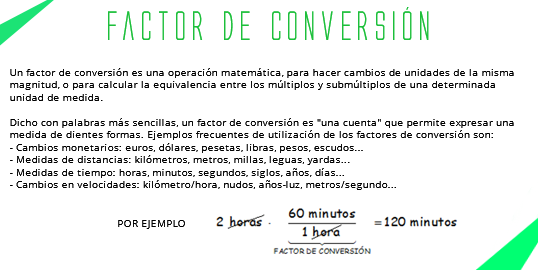 FACTOR DE CONVERSIÓN
Un factor de conversión es una operación matemática, para hacer cambios de unidades de la misma
magnitud, o para calcular la equivalencia entre los múltiplos y submúltiplos de una determinada
unidad de medida.
Dicho con palabras más sencillas, un factor de conversión es "una cuenta" que permite expresar una
medida de dientes formas. Ejemplos frecuentes de utilización de los factores de conversión son:
- Cambios monetarios: euros, dólares, pesetas, libras, pesos, escudos...
- Medidas de distancias: kilómetros, metros, millas, leguas, yardas...
- Medidas de tiempo: horas, minutos, segundos, siglos, años, días...
- Cambios en velocidades: kilómetro/hora, nudos, años-luz, metros/segundo...
60 minutos
POR EJEMPLO 2 horas · = 120 minutos
1 hora
FACTOR DE CONVERSIÓN